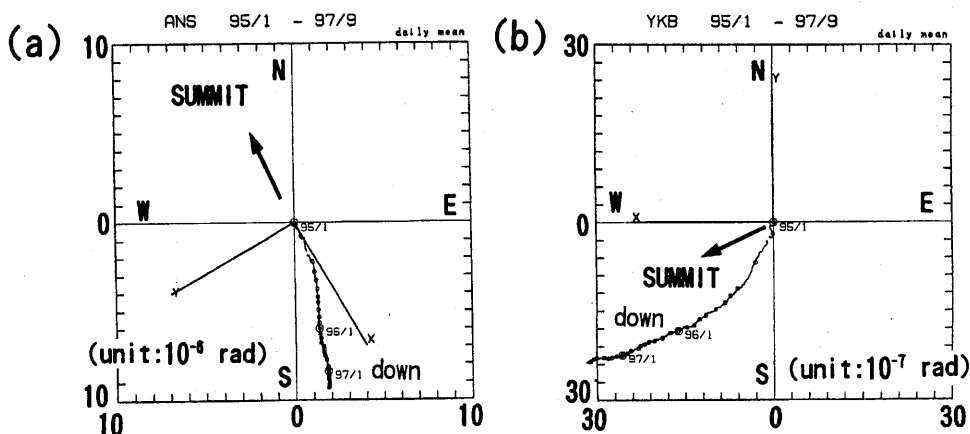 ANS 95/1 - 97/9
daily mean
(a)
10
N
SUMMIT
W
E
0
95/1
Y
X
96/1
(unit:10⁻⁶ rad)
97/1
down
S
10
10
0
10
YKB 95/1 - 97/9
daily mean
(b)
30
N
Y
W
X
E
0
95/1
SUMMIT
down
96/1
97/1
S
(unit:10⁻⁷ rad)
30
30
0
30